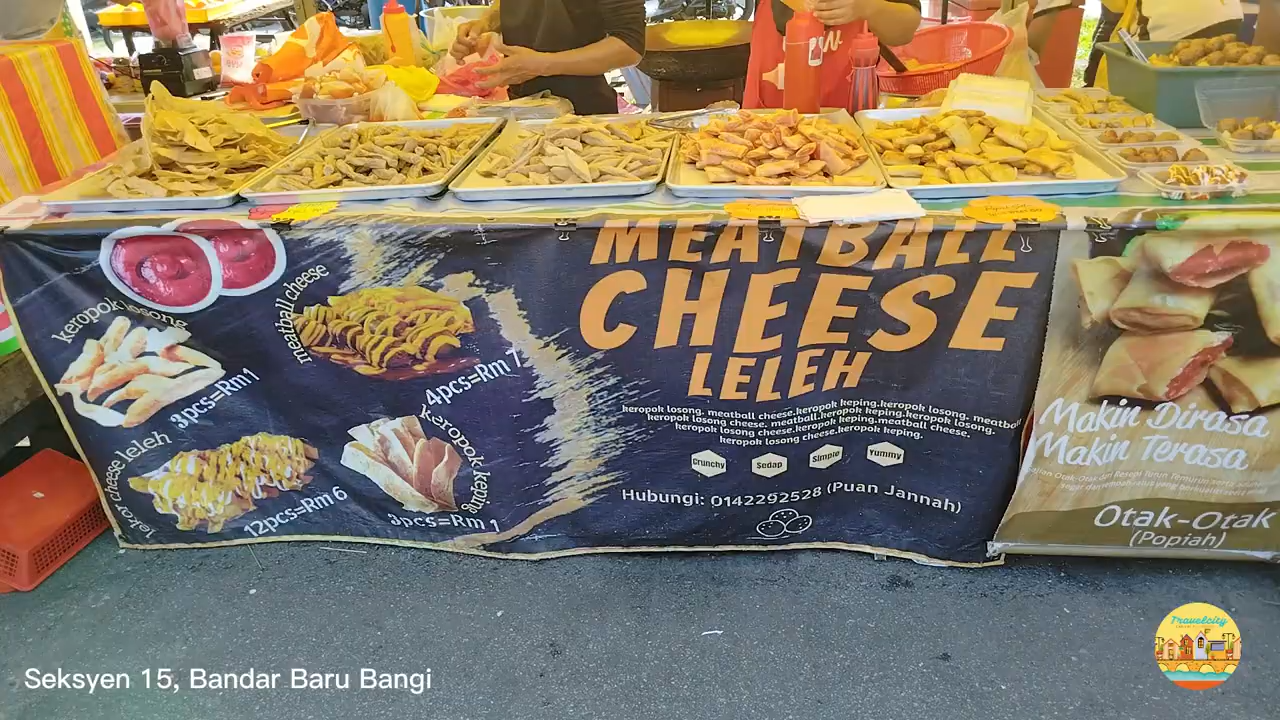 keropok losong
3pcs=Rm1
meatball cheese
4pcs=Rm 7
lekor cheese leleh
12pcs=Rm 6
keropok keping
3pcs=Rm 1
MEATBALL
CHEESE
LELEH
keropok losong. meatball cheese.keropok keping.keropok losong. meatball
keropok losong cheese. meatball.keropok keping.keropok losong.
keropok losong cheese.keropok keping.meatball cheese.
keropok losong cheese.keropok keping.
Crunchy
Sedap
Simple
Yummy
Hubungi: 0142292528 (Puan Jannah)
Makin Dirasa
Makin Terasa
Otak-Otak
(Popiah)
Travelcity
Seksyen 15, Bandar Baru Bangi